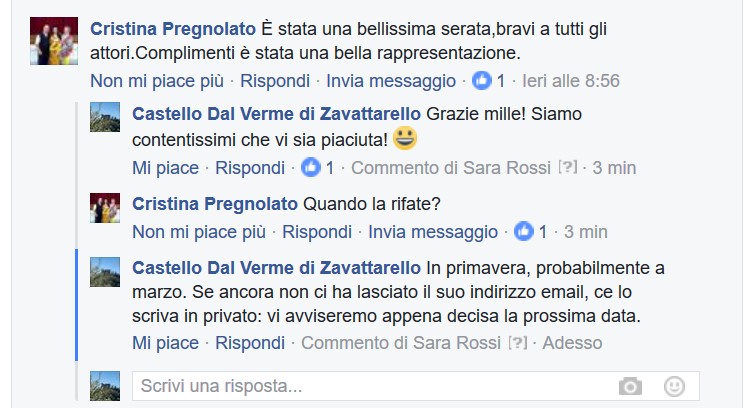 Cristina Pregnolato È stata una bellissima serata,bravi a tutti gli
attori.Complimenti è stata una bella rappresentazione.
Non mi piace più · Rispondi · Invia messaggio · 1 · Ieri alle 8:56
Castello Dal Verme di Zavattarello Grazie mille! Siamo
contentissimi che vi sia piaciuta! 😃
Mi piace · Rispondi · 1 · Commento di Sara Rossi [?] · 3 min
Cristina Pregnolato Quando la rifate?
Non mi piace più · Rispondi · Invia messaggio · 1 · 3 min
Castello Dal Verme di Zavattarello In primavera, probabilmente a
marzo. Se ancora non ci ha lasciato il suo indirizzo email, ce lo
scriva in privato: vi avviseremo appena decisa la prossima data.
Mi piace · Rispondi · Commento di Sara Rossi [?] · Adesso
Scrivi una risposta...